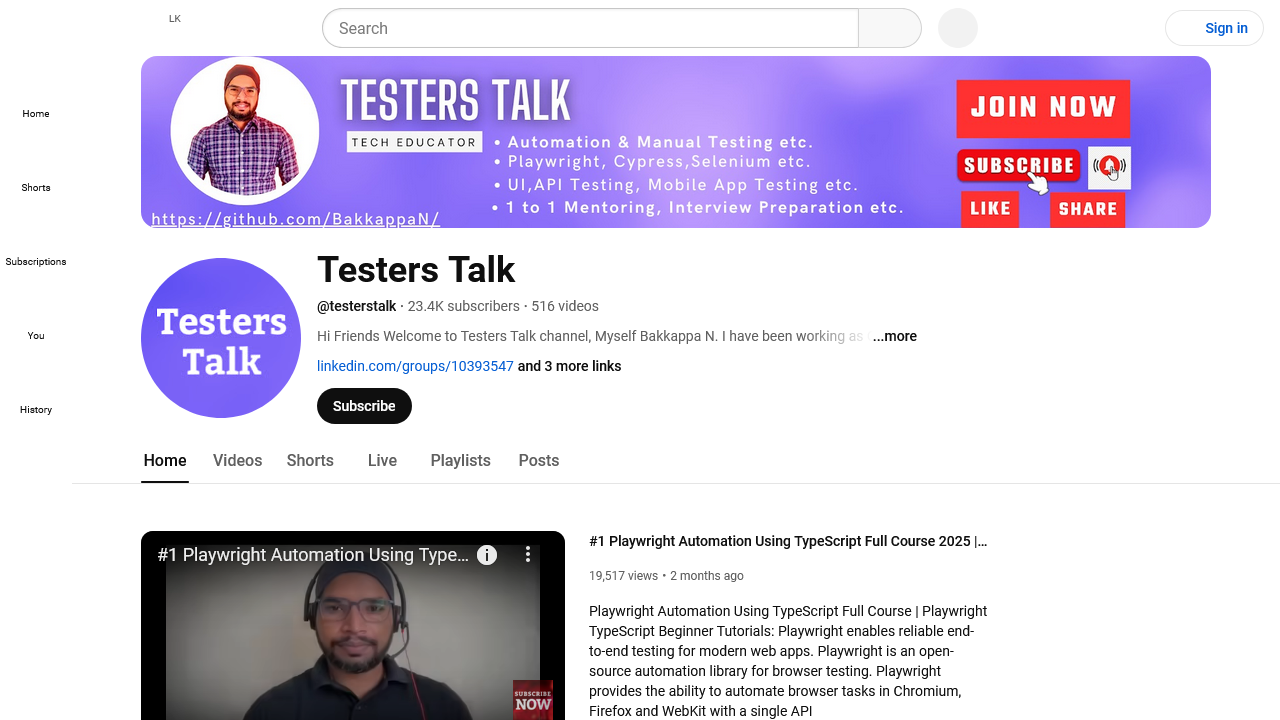 LK
Search
Sign in
Home
Shorts
Subscriptions
You
History
TESTERS TALK
TECH EDUCATOR
• Automation & Manual Testing etc.
• Playwright, Cypress,Selenium etc.
• UI,API Testing, Mobile App Testing etc.
• 1 to 1 Mentoring, Interview Preparation etc.
https://github.com/BakkappaN/
JOIN NOW
SUBSCRIBE
LIKE
SHARE
Testers
Talk
Testers Talk
@testerstalk • 23.4K subscribers • 516 videos
Hi Friends Welcome to Testers Talk channel, Myself Bakkappa N. I have been working as ...more
linkedin.com/groups/10393547 and 3 more links
Subscribe
Home Videos Shorts Live Playlists Posts
#1 Playwright Automation Using Type...
SUBSCRIBE
NOW
#1 Playwright Automation Using TypeScript Full Course 2025 |...
19,517 views • 2 months ago
Playwright Automation Using TypeScript Full Course | Playwright
TypeScript Beginner Tutorials: Playwright enables reliable end-
to-end testing for modern web apps. Playwright is an open-
source automation library for browser testing. Playwright
provides the ability to automate browser tasks in Chromium,
Firefox and WebKit with a single API